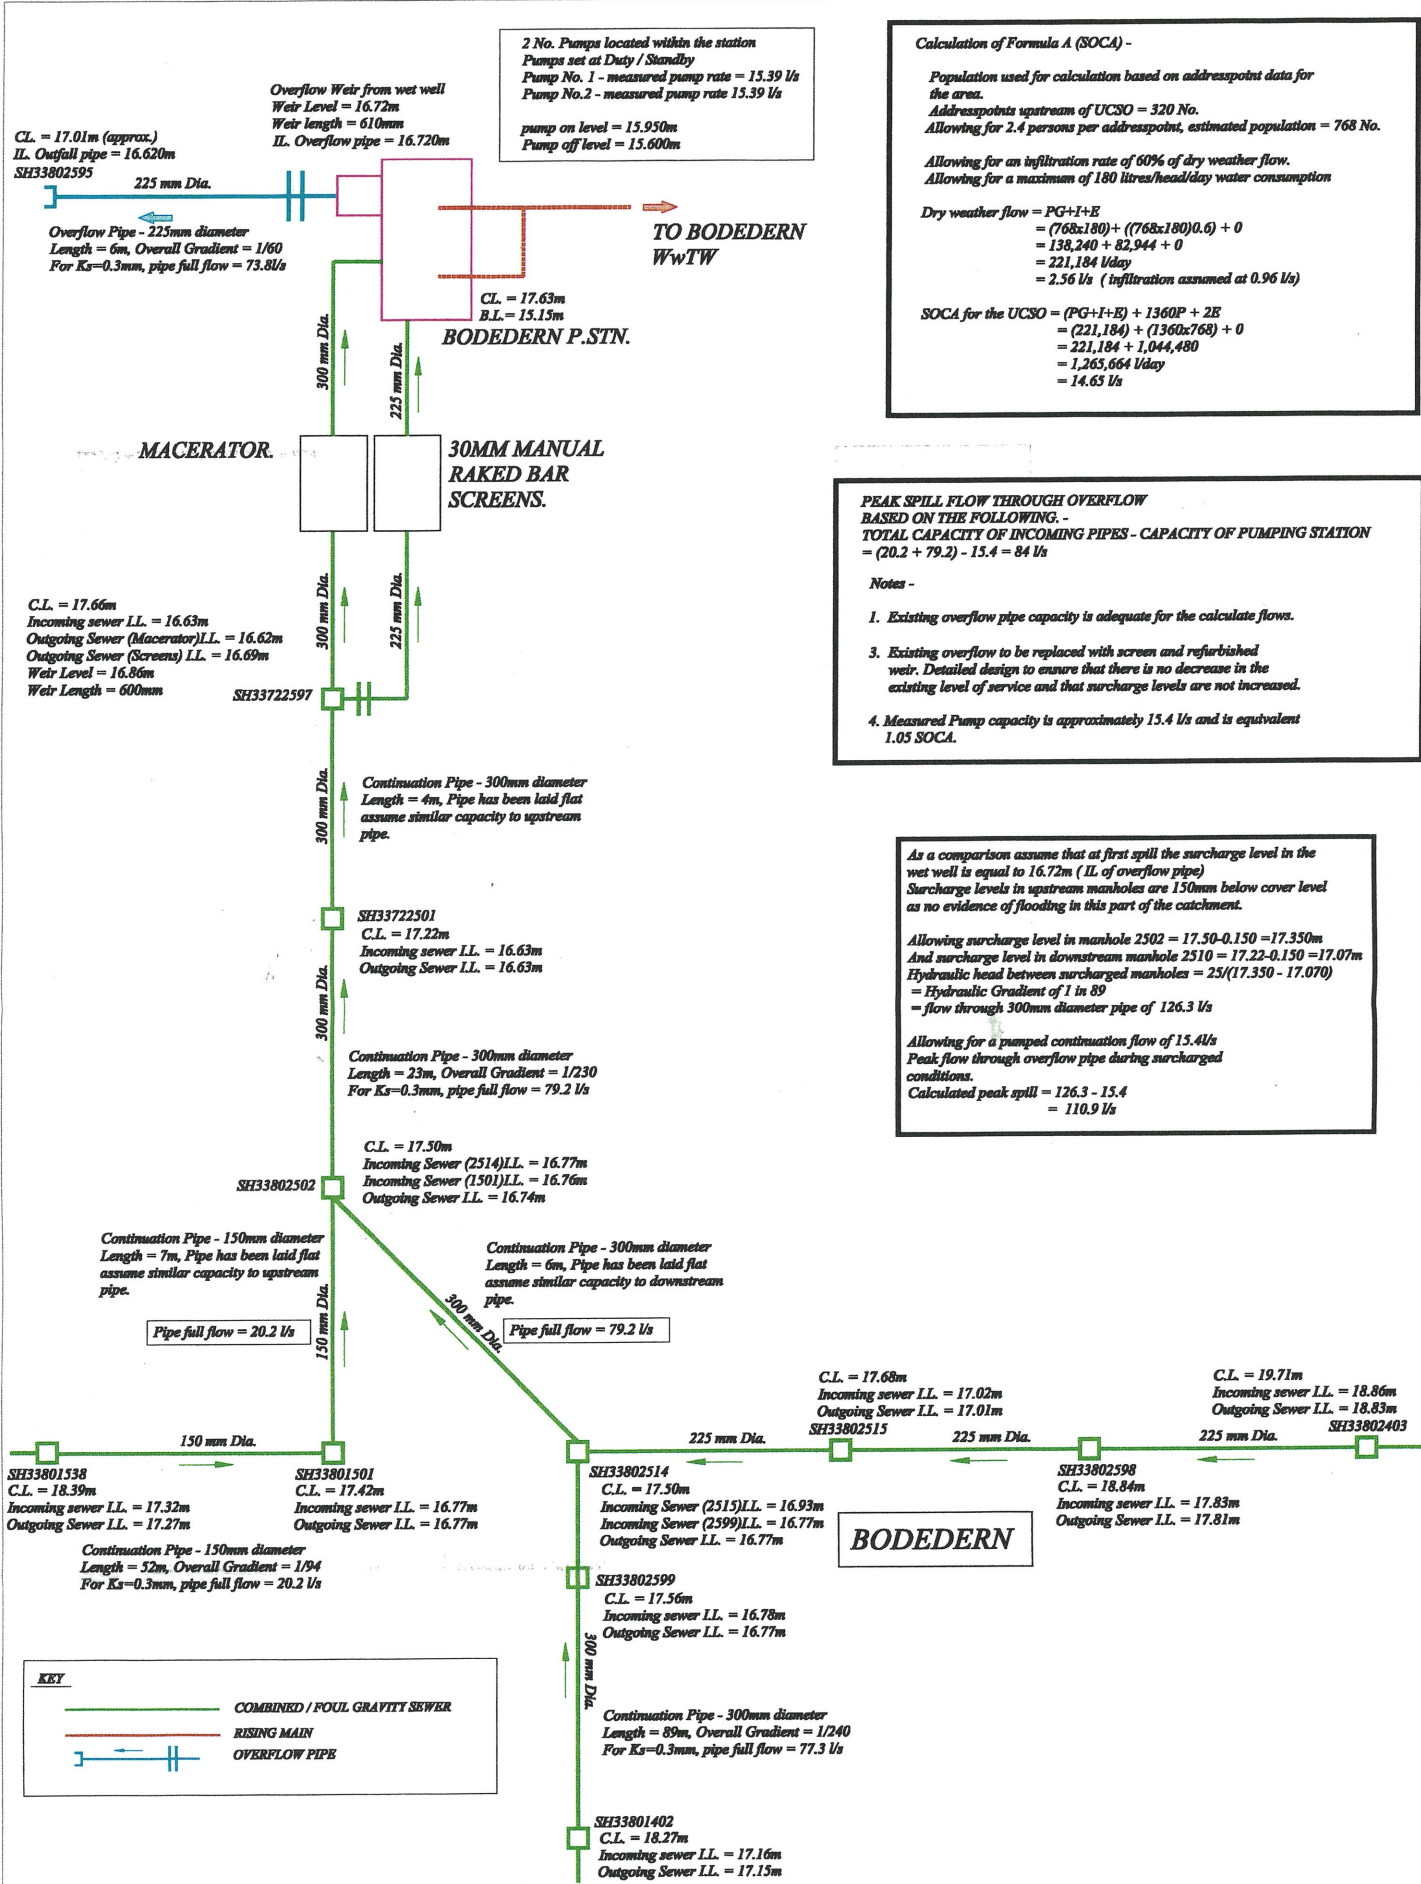 2 No. Pumps located within the station
Pumps set at Duty / Standby
Pump No. 1 - measured pump rate = 15.39 l/s
Pump No.2 - measured pump rate 15.39 l/s
pump on level = 15.950m
Pump off level = 15.600m
Calculation of Formula A (SOCA) -
Population used for calculation based on addresspoint data for
the area.
Addresspoints upstream of UCSO = 320 No.
Allowing for 2.4 persons per addresspoint, estimated population = 768 No.
Allowing for an infiltration rate of 60% of dry weather flow.
Allowing for a maximum of 180 litres/head/day water consumption
Dry weather flow = PG+I+E
= (768x180)+ ((768x180)0.6) + 0
= 138,240 + 82,944 + 0
= 221,184 l/day
= 2.56 l/s ( infiltration assumed at 0.96 l/s)
SOCA for the UCSO = (PG+I+E) + 1360P + 2E
= (221,184) + (1360x768) + 0
= 221,184 + 1,044,480
= 1,265,664 l/day
= 14.65 l/s
Overflow Weir from wet well
Weir Level = 16.72m
Weir length = 610mm
IL. Overflow pipe = 16.720m
CL. = 17.01m (approx.)
IL. Outfall pipe = 16.620m
SH33802595
225 mm Dia.
Overflow Pipe - 225mm diameter
Length = 6m, Overall Gradient = 1/60
For Ks=0.3mm, pipe full flow = 73.8l/s
TO BODEDERN
WwTW
CL. = 17.63m
B.L. = 15.15m
BODEDERN P.STN.
300 mm Dia.
225 mm Dia.
MACERATOR.
30MM MANUAL
RAKED BAR
SCREENS.
PEAK SPILL FLOW THROUGH OVERFLOW
BASED ON THE FOLLOWING. -
TOTAL CAPACITY OF INCOMING PIPES - CAPACITY OF PUMPING STATION
= (20.2 + 79.2) - 15.4 = 84 l/s
Notes -
1. Existing overflow pipe capacity is adequate for the calculate flows.
3. Existing overflow to be replaced with screen and refurbished
weir. Detailed design to ensure that there is no decrease in the
existing level of service and that surcharge levels are not increased.
4. Measured Pump capacity is approximately 15.4 l/s and is equivalent
1.05 SOCA.
300 mm Dia.
225 mm Dia.
C.L. = 17.66m
Incoming sewer I.L. = 16.63m
Outgoing Sewer (Macerator)I.L. = 16.62m
Outgoing Sewer (Screens) I.L. = 16.69m
Weir Level = 16.86m
Weir Length = 600mm
SH33722597
300 mm Dia.
Continuation Pipe - 300mm diameter
Length = 4m, Pipe has been laid flat
assume similar capacity to upstream
pipe.
SH33722501
C.L. = 17.22m
Incoming sewer I.L. = 16.63m
Outgoing Sewer I.L. = 16.63m
As a comparison assume that at first spill the surcharge level in the
wet well is equal to 16.72m ( IL of overflow pipe)
Surcharge levels in upstream manholes are 150mm below cover level
as no evidence of flooding in this part of the catchment.
Allowing surcharge level in manhole 2502 = 17.50-0.150 =17.350m
And surcharge level in downstream manhole 2510 = 17.22-0.150 =17.07m
Hydraulic head between surcharged manholes = 25/(17.350 - 17.070)
= Hydraulic Gradient of 1 in 89
= flow through 300mm diameter pipe of 126.3 l/s
Allowing for a pumped continuation flow of 15.4l/s
Peak flow through overflow pipe during surcharged
conditions.
Calculated peak spill = 126.3 - 15.4
= 110.9 l/s
300 mm Dia.
Continuation Pipe - 300mm diameter
Length = 23m, Overall Gradient = 1/230
For Ks=0.3mm, pipe full flow = 79.2 l/s
C.L. = 17.50m
Incoming Sewer (2514)I.L. = 16.77m
Incoming Sewer (1501)I.L. = 16.76m
Outgoing Sewer I.L. = 16.74m
SH33802502
Continuation Pipe - 150mm diameter
Length = 7m, Pipe has been laid flat
assume similar capacity to upstream
pipe.
Pipe full flow = 20.2 l/s
150 mm Dia.
300 mm Dia.
Continuation Pipe - 300mm diameter
Length = 6m, Pipe has been laid flat
assume similar capacity to downstream
pipe.
Pipe full flow = 79.2 l/s
C.L. = 17.68m
Incoming sewer I.L. = 17.02m
Outgoing Sewer I.L. = 17.01m
SH33802515
C.L. = 19.71m
Incoming sewer I.L. = 18.86m
Outgoing Sewer I.L. = 18.83m
SH33802403
150 mm Dia.
225 mm Dia.
225 mm Dia.
225 mm Dia.
SH33801538
C.L. = 18.39m
Incoming sewer I.L. = 17.32m
Outgoing Sewer I.L. = 17.27m
SH33801501
C.L. = 17.42m
Incoming sewer I.L. = 16.77m
Outgoing Sewer I.L. = 16.77m
Continuation Pipe - 150mm diameter
Length = 52m, Overall Gradient = 1/94
For Ks=0.3mm, pipe full flow = 20.2 l/s
SH33802514
C.L. = 17.50m
Incoming Sewer (2515)I.L. = 16.93m
Incoming Sewer (2599)I.L. = 16.77m
Outgoing Sewer I.L. = 16.77m
SH33802598
C.L. = 18.84m
Incoming sewer I.L. = 17.83m
Outgoing Sewer I.L. = 17.81m
BODEDERN
SH33802599
C.L. = 17.56m
Incoming sewer I.L. = 16.78m
Outgoing Sewer I.L. = 16.77m
300 mm Dia.
Continuation Pipe - 300mm diameter
Length = 89m, Overall Gradient = 1/240
For Ks=0.3mm, pipe full flow = 77.3 l/s
KEY
COMBINED / FOUL GRAVITY SEWER
RISING MAIN
OVERFLOW PIPE
SH33801402
C.L. = 18.27m
Incoming sewer I.L. = 17.16m
Outgoing Sewer I.L. = 17.15m